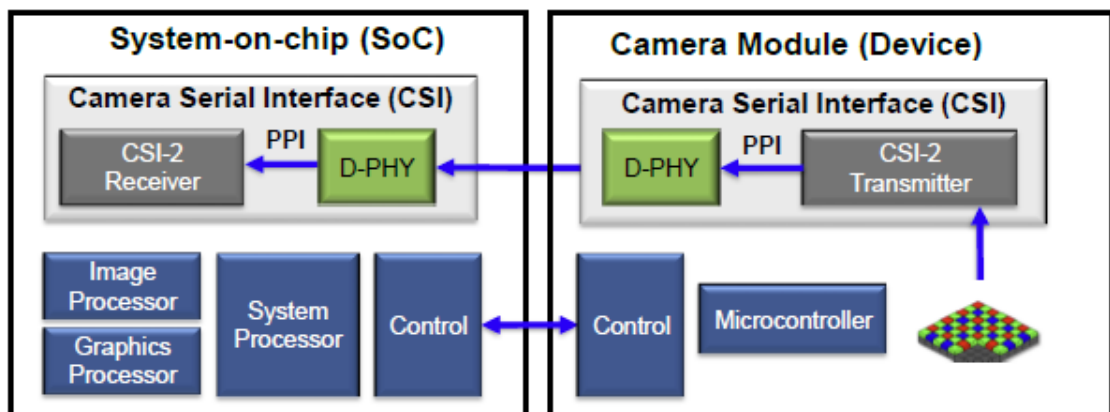 System-on-chip (SoC)
Camera Serial Interface (CSI)
CSI-2
Receiver
PPI
D-PHY
Image
Processor
Graphics
Processor
System
Processor
Control
Camera Module (Device)
Camera Serial Interface (CSI)
D-PHY
PPI
CSI-2
Transmitter
Control
Microcontroller